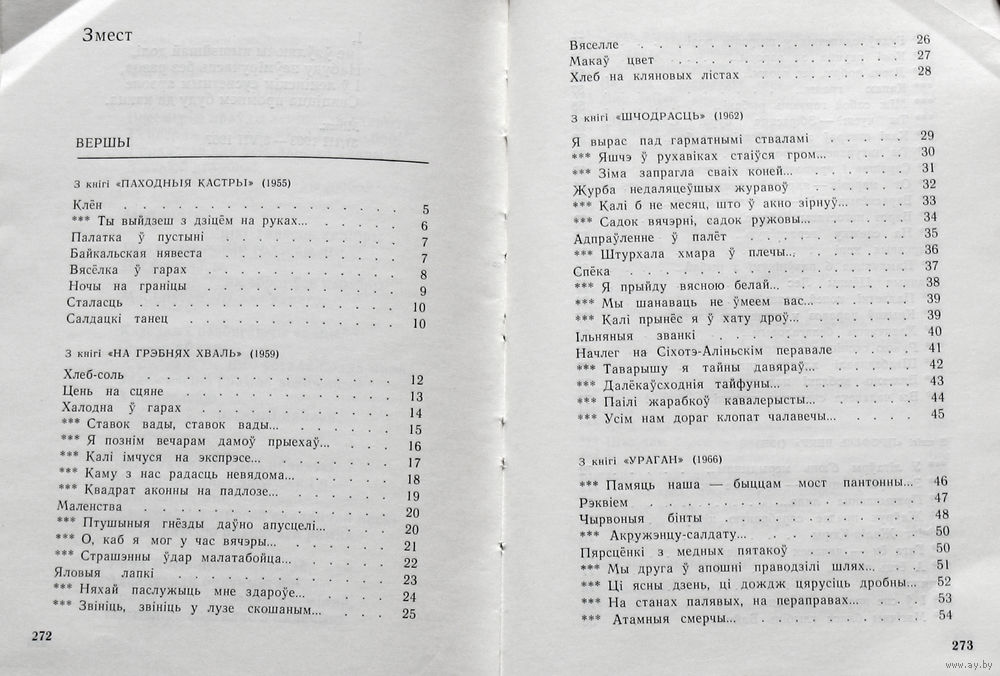 Змест
ВЕРШЫ
З кнігі «ПАХОДНЫЯ КАСТРЫ» (1955)
Клён . . . . . . . . . . . . . . 5
*** Ты выйдзеш з дзіцём на руках... . . . . . 6
Палатка ў пустыні . . . . . . . . . 7
Байкальская нявеста . . . . . . . . . 7
Вясёлка ў гарах . . . . . . . . . . 8
Ночы на граніцы . . . . . . . . . . 9
Сталасць . . . . . . . . . . . . 10
Салдацкі танец . . . . . . . . . . 10
З кнігі «НА ГРЭБНЯХ ХВАЛЬ» (1959)
Хлеб-соль . . . . . . . . . . . . 12
Цень на сцяне . . . . . . . . . . 13
Халодна ў гарах . . . . . . . . . . 14
*** Ставок вады, ставок вады... . . . . . . 15
*** Я познім вечарам дамоў прыехаў... . . . . 16
*** Калі імчуся на экспрэсе... . . . . . . . 17
*** Каму з нас радасць невядома... . . . . . 18
*** Квадрат аконны на падлозе... . . . . . . 19
Маленства . . . . . . . . . . . . 20
*** Птушыныя гнёзды даўно апусцелі... . . . . 20
*** О, каб я мог у час вячэры... . . . . . . 21
*** Страшэнны ўдар малатабойца... . . . . . 22
Яловыя лапкі . . . . . . . . . . . 23
*** Няхай паслужыць мне здароўе... . . . . . 24
*** Звініць, звініць у лузе скошаным... . . . . 25
272
Вяселле . . . . . . . . . . . . . 26
Макаў цвет . . . . . . . . . . . . 27
Хлеб на кляновых лістах . . . . . . . . 28
З кнігі «ШЧОДРАСЦЬ» (1962)
Я вырас пад гарматнымі стваламі . . . . . 29
*** Яшчэ ў рухавіках стаіўся гром... . . . . . 30
*** Зіма запрагла сваіх коней... . . . . . . 31
Журба недаляцеўшых журавоў . . . . . . 32
*** Калі б не месяц, што ў акно зірнуў... . . . . 33
*** Садок вячэрні, садок ружовы... . . . . . 34
Адпраўленне ў палёт . . . . . . . . . 35
*** Штурхала хмара ў плечы... . . . . . . . 36
Спёка . . . . . . . . . . . . . . 37
*** Я прыйду вясною белай... . . . . . . . 38
*** Мы шанаваць не ўмеем вас... . . . . . . 39
*** Калі прынёс я ў хату дроў... . . . . . . 39
Ільняныя званкі . . . . . . . . . . 40
Начлег на Сіхотэ-Аліньскім перавале . . . . 41
*** Таварышу я тайны давяраў... . . . . . . 42
*** Далёкаўсходнія тайфуны... . . . . . . . 43
*** Паілі жарабкоў кавалерысты... . . . . . 44
*** Усім нам дораг клопат чалавечы... . . . . 45
З кнігі «УРАГАН» (1966)
*** Памяць наша — быццам мост пантонны... . . 46
Рэквіем . . . . . . . . . . . . . 47
Чырвоныя бінты . . . . . . . . . . 48
*** Акружэнцу-салдату... . . . . . . . . . 50
Пярсцёнкі з медных пятакоў . . . . . . . 50
*** Мы друга ў апошні праводзілі шлях... . . . 51
*** Ці ясны дзень, ці дождж цярусіць дробны... . 52
*** На станах палявых, на пераправах... . . . . 53
*** Атамныя смерчы... . . . . . . . . . . 54
273
www.ay.by